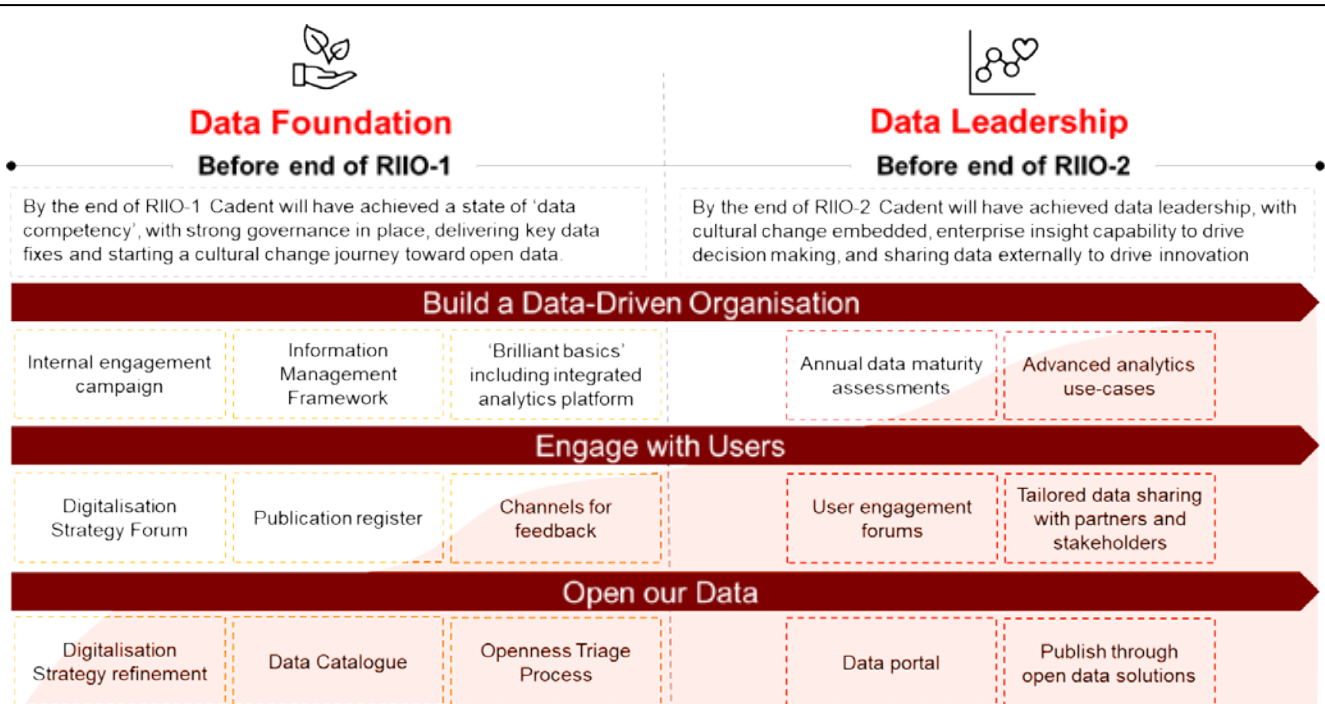 Data Foundation
Before end of RIIO-1
By the end of RIIO-1 Cadent will have achieved a state of ‘data
competency’, with strong governance in place, delivering key data
fixes and starting a cultural change journey toward open data.
Data Leadership
Before end of RIIO-2
By the end of RIIO-2 Cadent will have achieved data leadership, with
cultural change embedded, enterprise insight capability to drive
decision making, and sharing data externally to drive innovation
Build a Data-Driven Organisation
Internal engagement
campaign
Information
Management
Framework
‘Brilliant basics’
including integrated
analytics platform
Annual data maturity
assessments
Advanced analytics
use-cases
Engage with Users
Digitalisation
Strategy Forum
Publication register
Channels for
feedback
User engagement
forums
Tailored data sharing
with partners and
stakeholders
Open our Data
Digitalisation
Strategy refinement
Data Catalogue
Openness Triage
Process
Data portal
Publish through
open data solutions